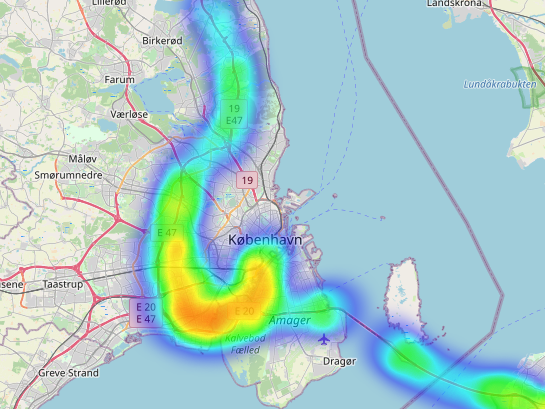 Lillerød
Landskrona
Birkerød
Farum
Lundåkrabukten
19
E47
Værløse
Måløv
Smørumnedre
19
E 47
København
Taastrup
E 20
E 47
E 20
Amager
Kalvebod
Fælled
Dragør
Greve Strand